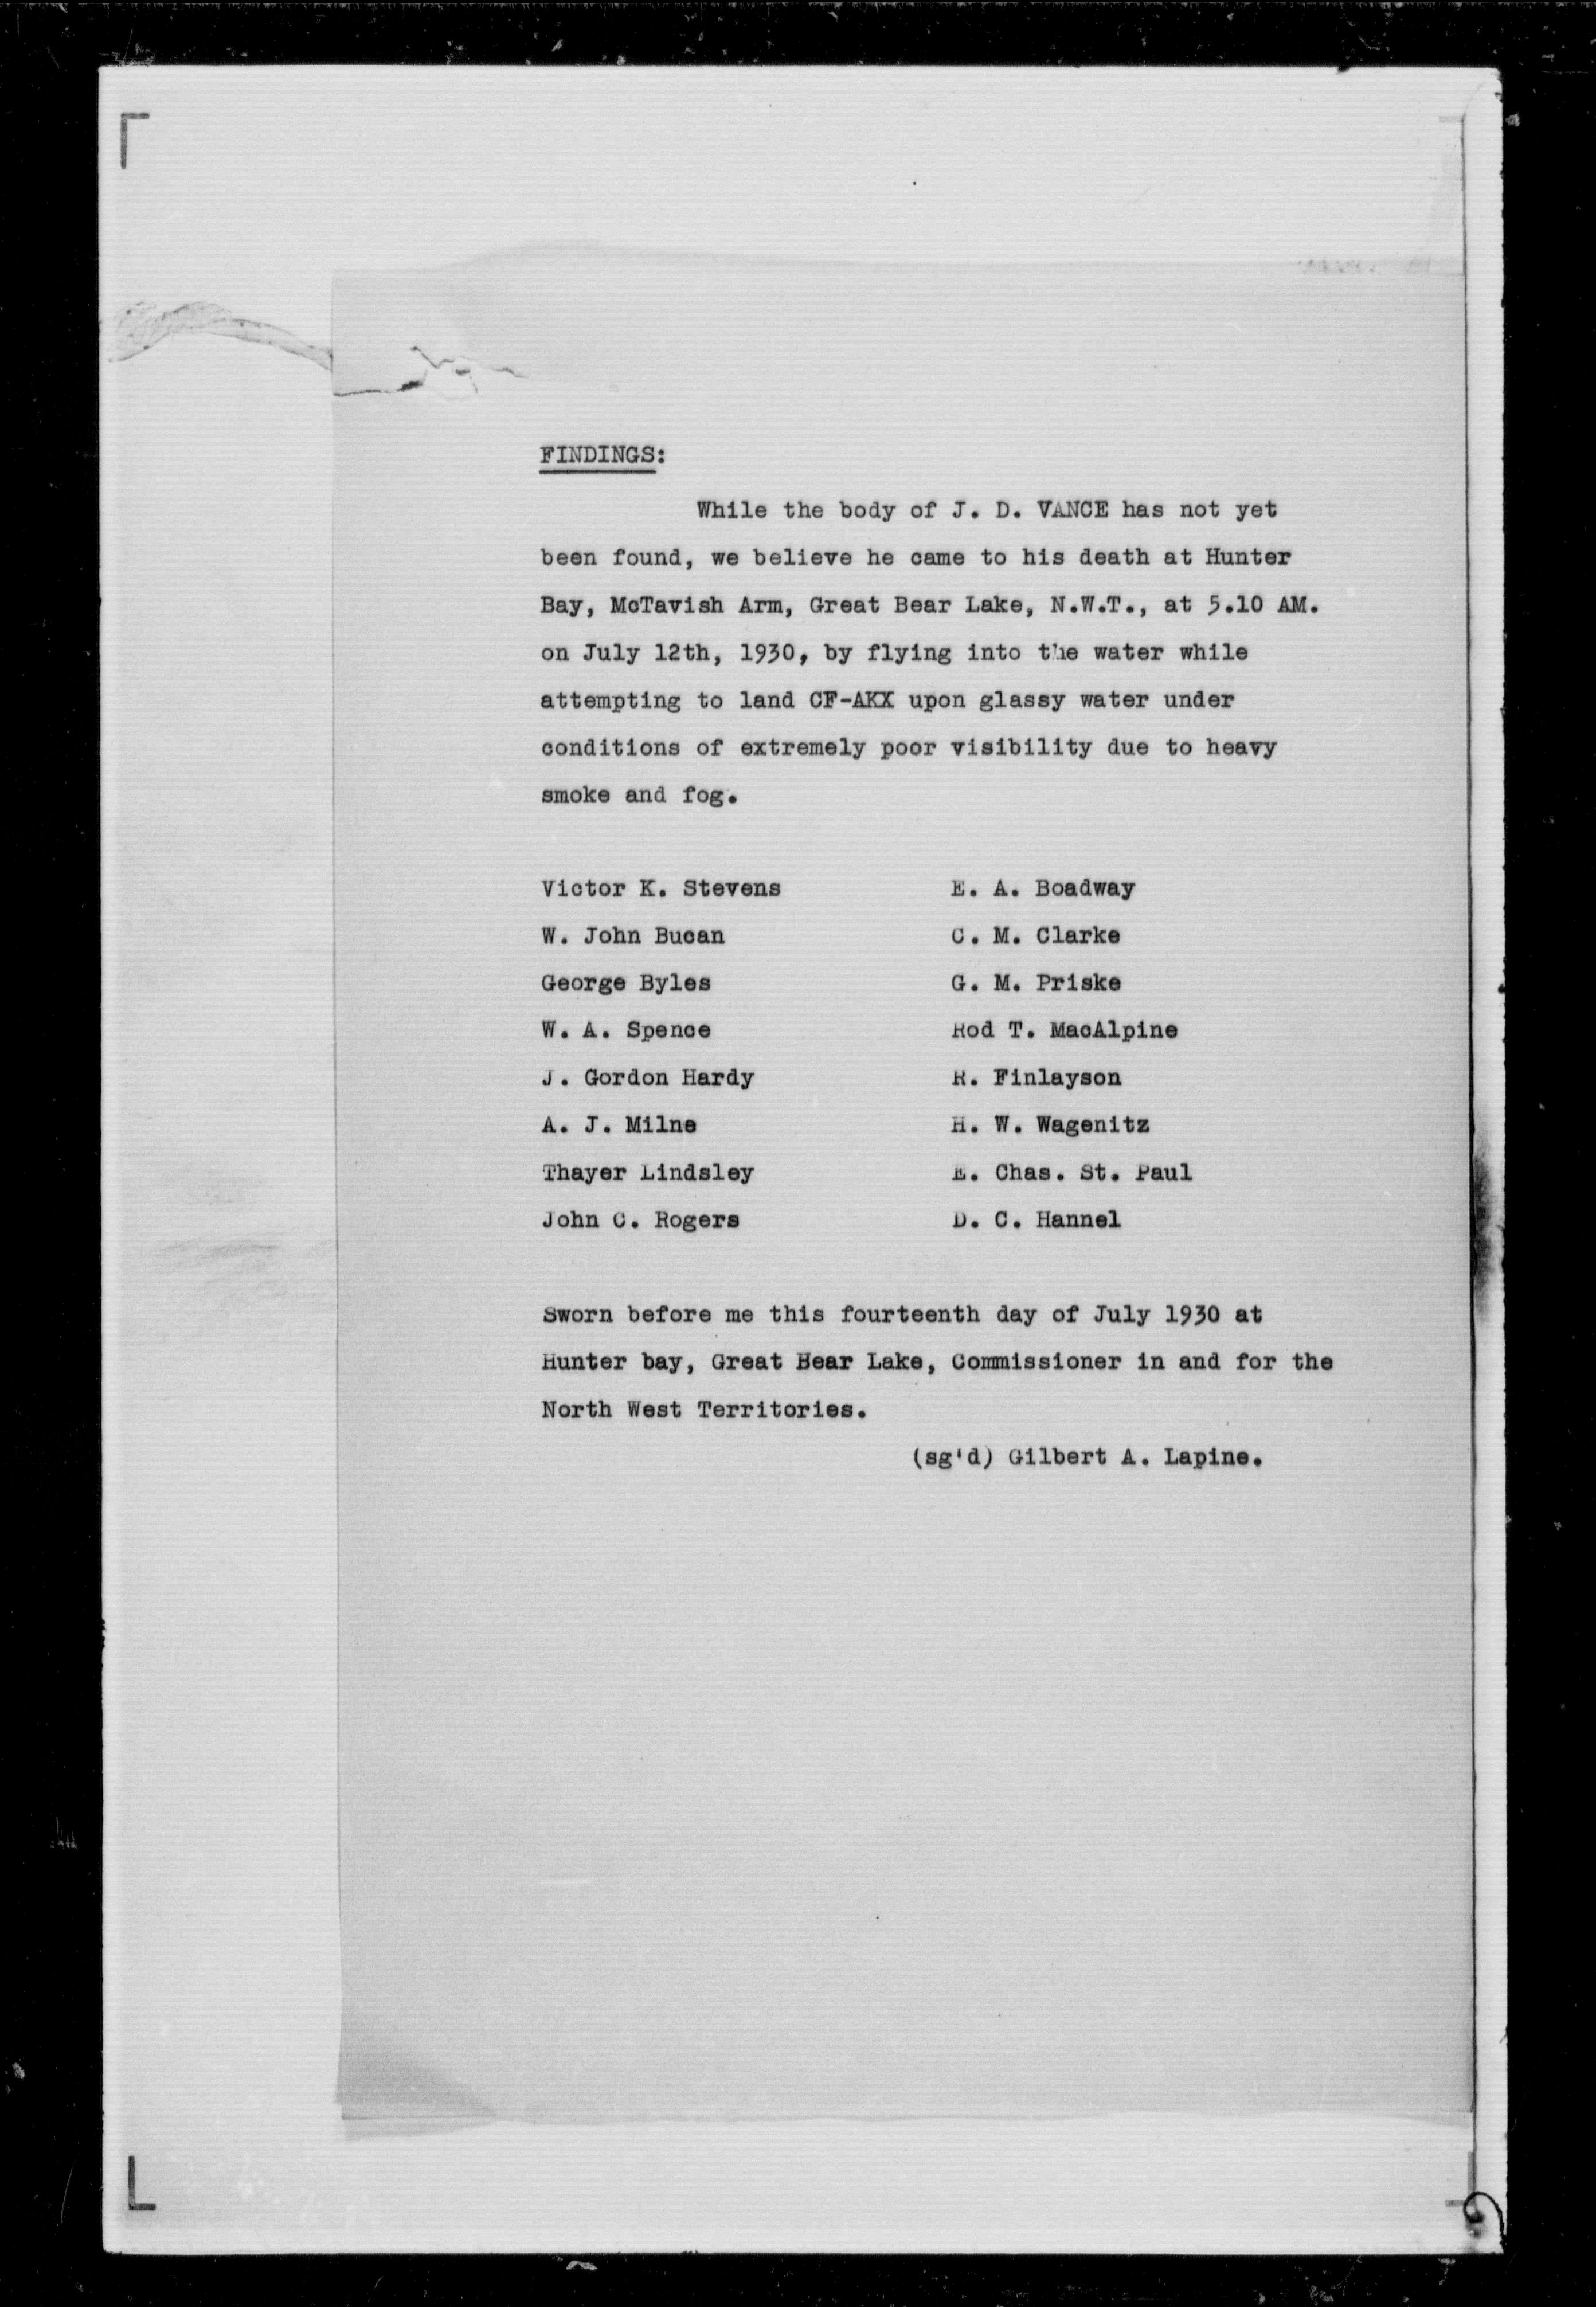 FINDINGS:
While the body of J. D. VANCE has not yet
been found, we believe he came to his death at Hunter
Bay, McTavish Arm, Great Bear Lake, N.W.T., at 5.10 AM.
on July 12th, 1930, by flying into the water while
attempting to land CF-AKX upon glassy water under
conditions of extremely poor visibility due to heavy
smoke and fog.
Victor K. Stevens E. A. Boadway
W. John Bucan C. M. Clarke
George Byles G. M. Priske
W. A. Spence Rod T. MacAlpine
J. Gordon Hardy R. Finlayson
A. J. Milne H. W. Wagenitz
Thayer Lindsley E. Chas. St. Paul
John C. Rogers D. C. Hannel
Sworn before me this fourteenth day of July 1930 at
Hunter bay, Great Bear Lake, Commissioner in and for the
North West Territories.
(sg'd) Gilbert A. Lapine.